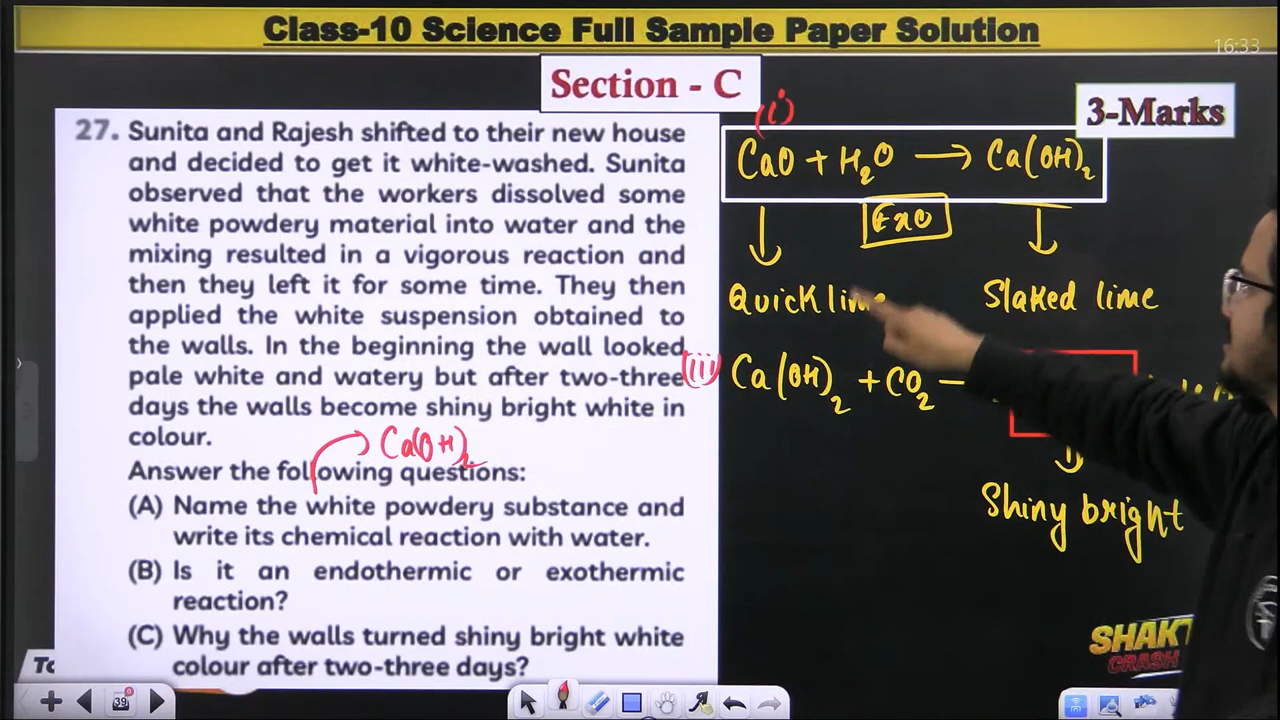 Class-10 Science Full Sample Paper Solution
16:33
Section - C
3-Marks
27. Sunita and Rajesh shifted to their new house
and decided to get it white-washed. Sunita
observed that the workers dissolved some
white powdery material into water and the
mixing resulted in a vigorous reaction and
then they left it for some time. They then
applied the white suspension obtained to
the walls. In the beginning the wall looked
pale white and watery but after two-three
days the walls become shiny bright white in
colour.
Ca(OH)₂
Answer the following questions:
(A) Name the white powdery substance and
write its chemical reaction with water.
(B) Is it an endothermic or exothermic
reaction?
(C) Why the walls turned shiny bright white
colour after two-three days?
(i)
CaO + H₂O → Ca(OH)₂
Exo
Quick lime
Slaked lime
(iii) Ca(OH)₂ + CO₂
Shiny bright
CRASH
39